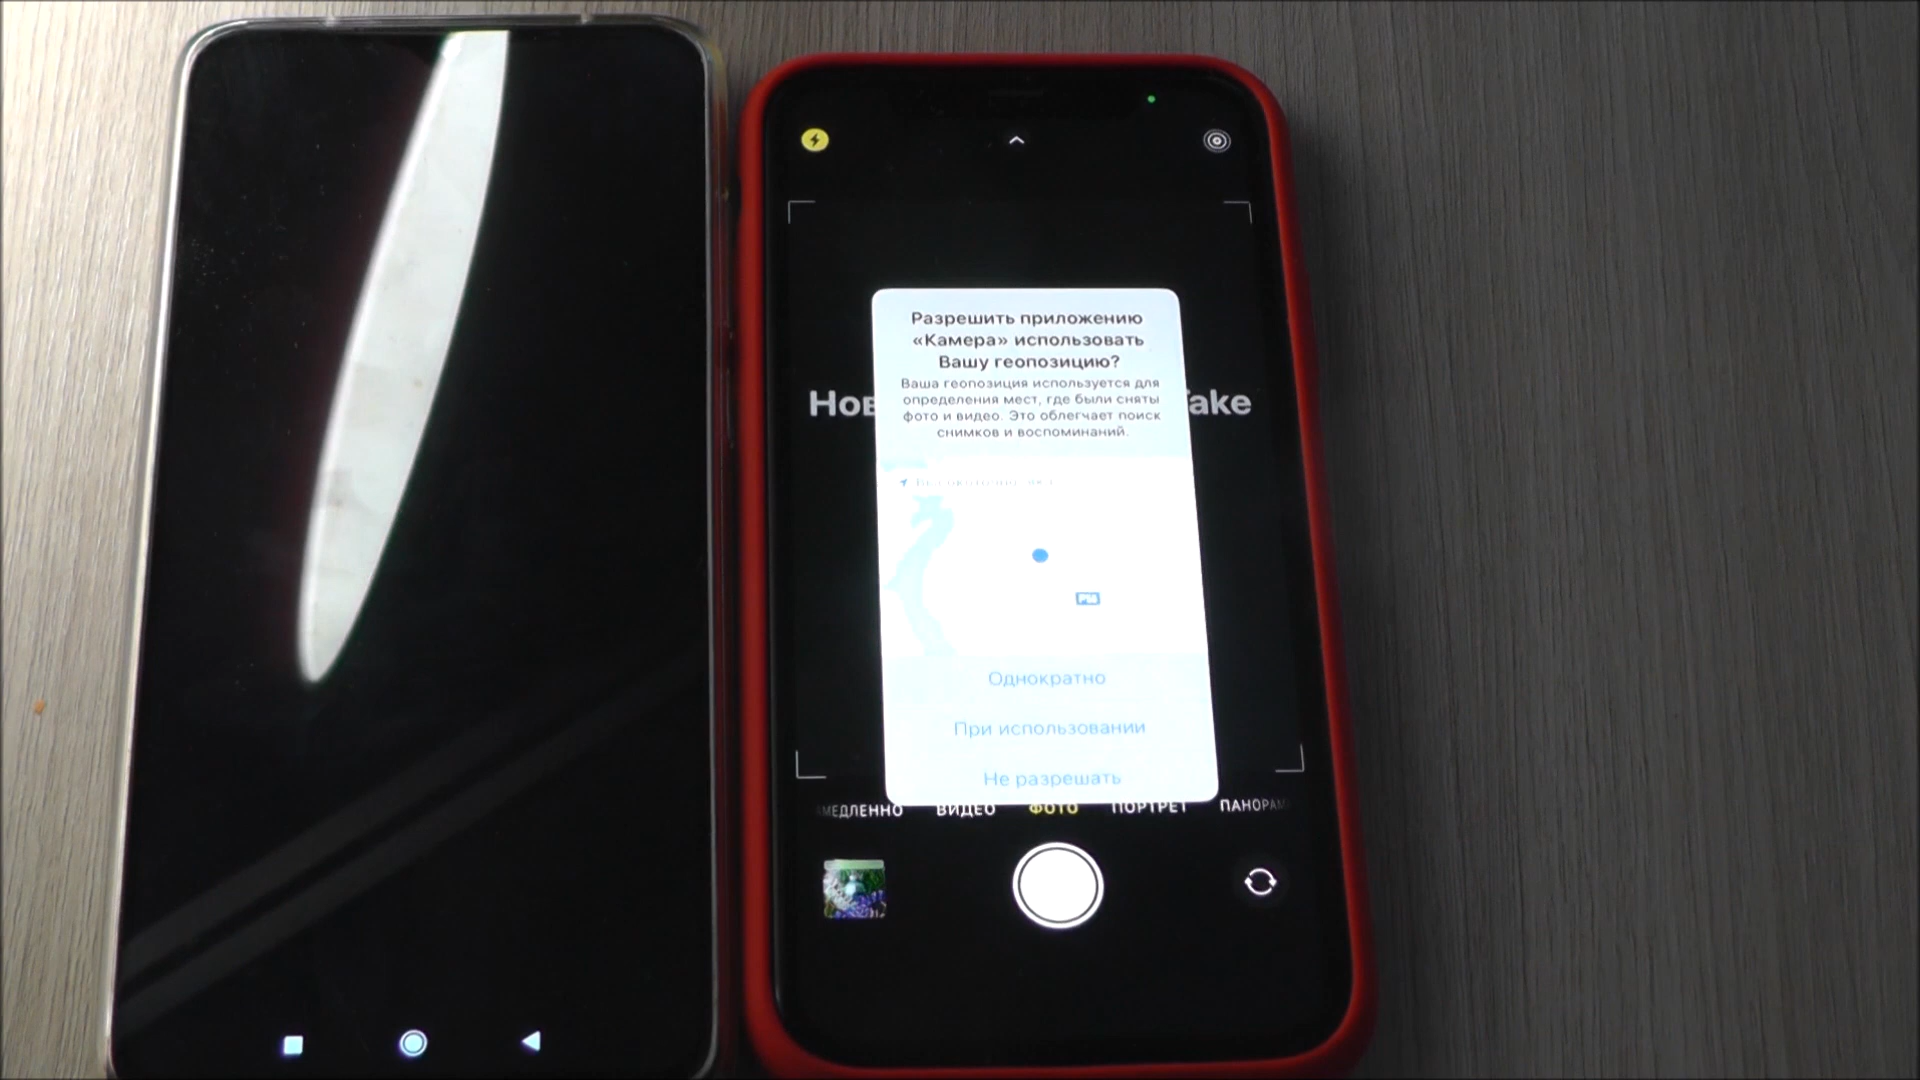 Разрешить приложению
«Камера» использовать
Вашу геопозицию?
Ваша геопозиция используется для
определения мест, где были сняты
фото и видео. Это облегчает поиск
снимков и воспоминаний.
Однократно
При использовании
Не разрешать
ВИДЕО ФОТО ПОРТРЕТ